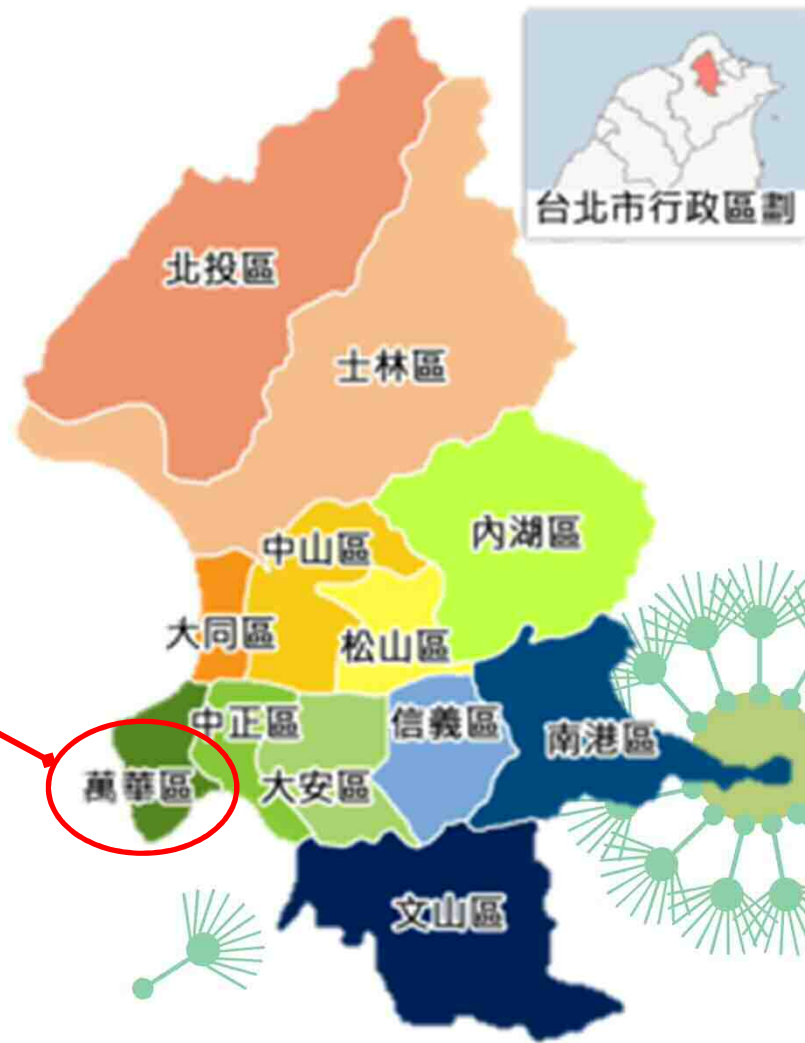 台北市行政區劃
北投區
士林區
內湖區
中山區
大同區
松山區
中正區
信義區
南港區
萬華區
大安區
文山區